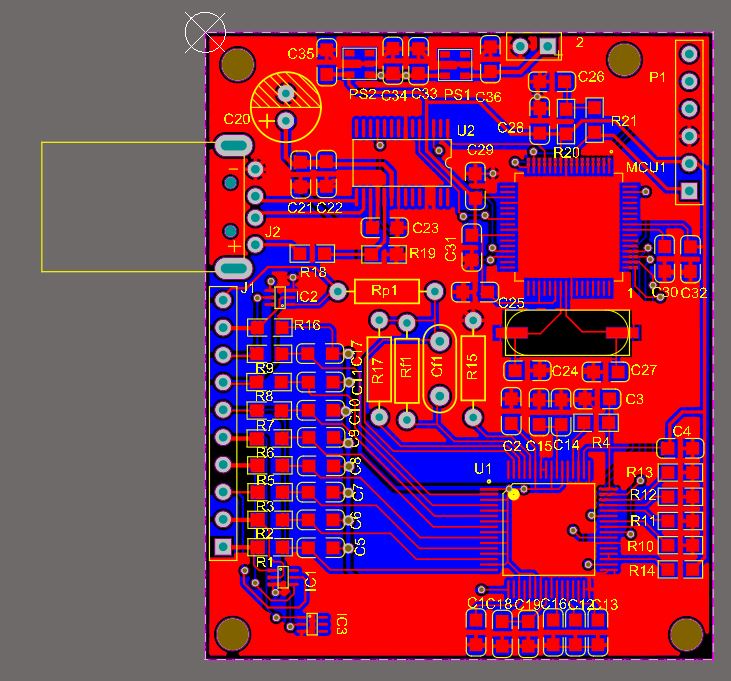 C35
PS2
C34
C33
PS1
C36
2
C26
P1
C20
+
U2
C28
R21
R20
C29
MCU1
-
C21
C22
C23
J2
+
R19
C31
R18
J1
IC2
Rp1
C25
1
C30
C32
R16
C17
R9
C11
R17
Rf1
Cf1
R15
C24
C27
R8
C10
C3
R7
C9
C2
C15
C14
R4
C4
R6
C8
U1
R13
R5
C7
R12
R3
C6
R11
R2
C5
R10
R1
R14
IC1
IC3
C1
C18
C19
C16
C12
C13